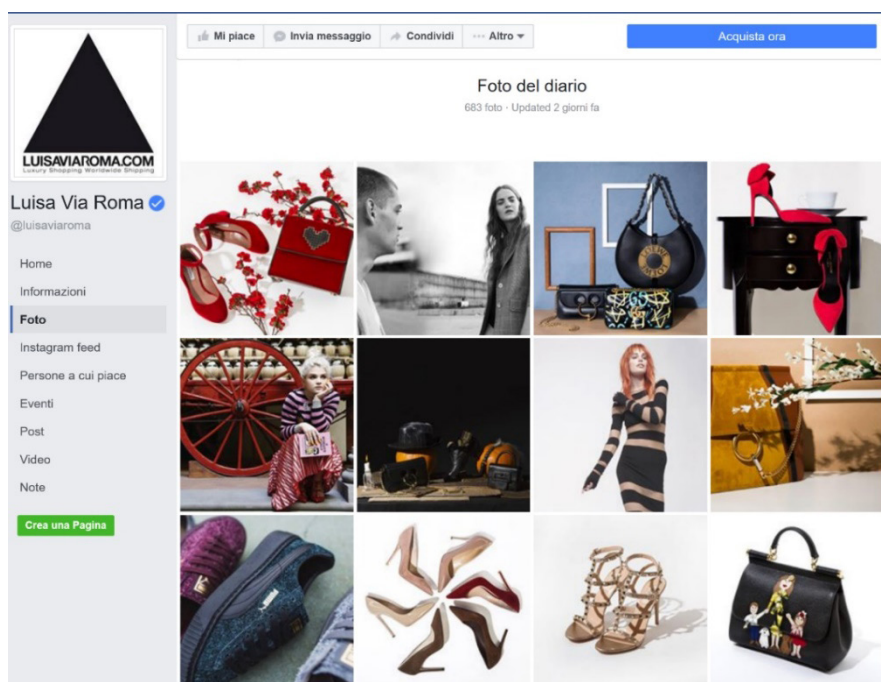 Mi piace
Invia messaggio
Condividi
Altro
Acquista ora
LUISAVIAROMA.COM
Luxury Shopping Worldwide Shipping
Luisa Via Roma
@luisaviaroma
Home
Informazioni
Foto
Instagram feed
Persone a cui piace
Eventi
Post
Video
Note
Crea una Pagina
Foto del diario
683 foto · Updated 2 giorni fa
LOEWE